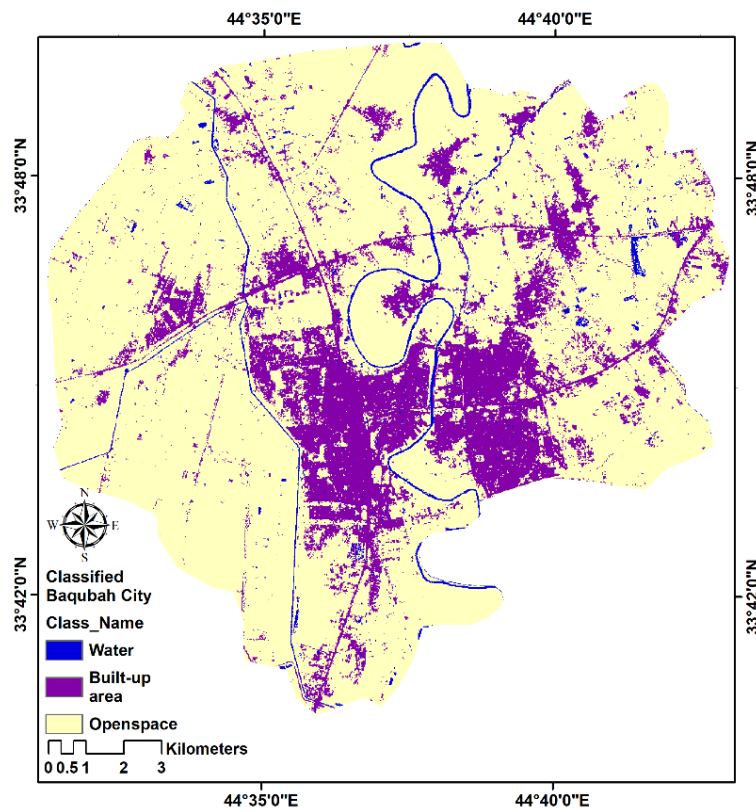 44°35'0"E 44°40'0"E
33°48'0"N 33°48'0"N
N
W E
S
Classified
Baqubah City
33°42'0"N 33°42'0"N
Class_Name
Water
Built-up
area
Openspace
Kilometers
0 0.5 1 2 3
44°35'0"E 44°40'0"E